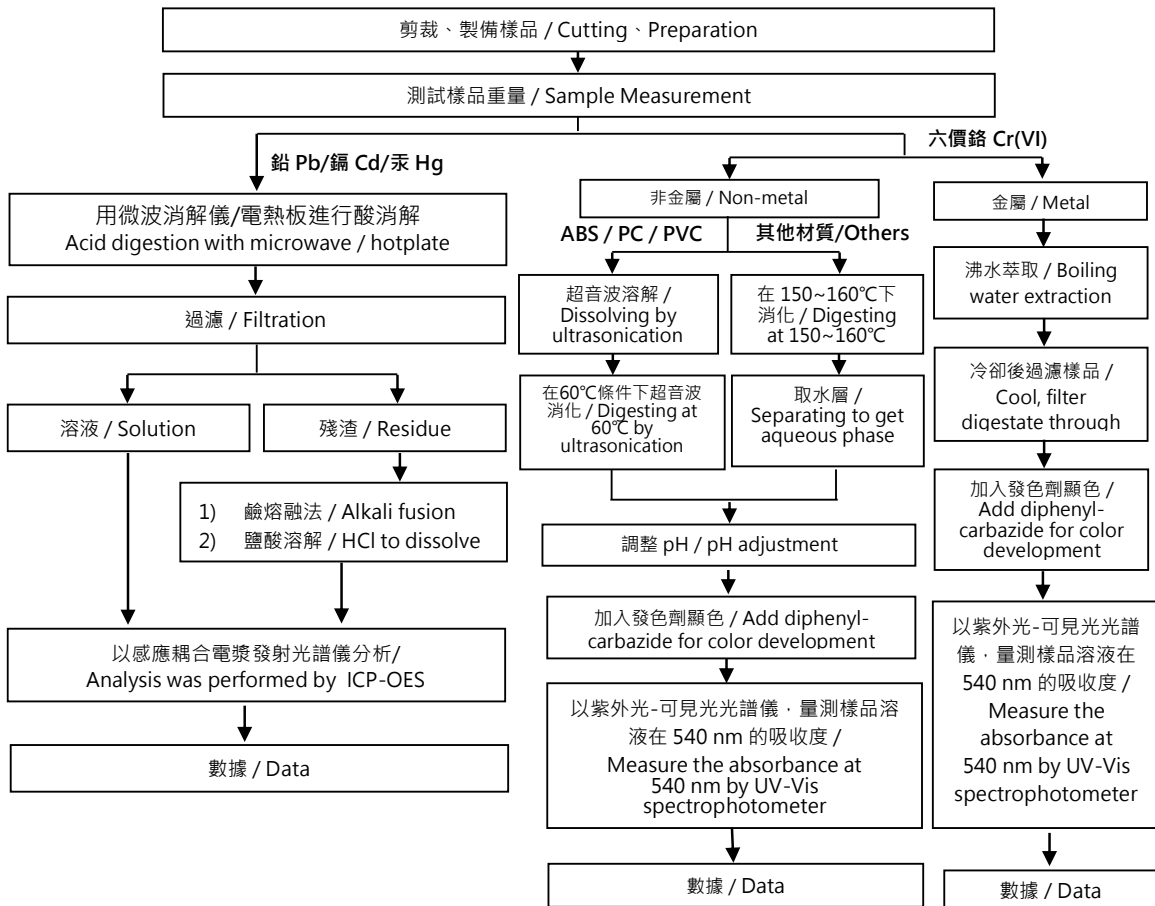 剪裁、製備樣品 / Cutting、Preparation
測試樣品重量 / Sample Measurement
鉛 Pb/鎘 Cd/汞 Hg
六價鉻 Cr(VI)
用微波消解儀/電熱板進行酸消解
Acid digestion with microwave / hotplate
過濾 / Filtration
溶液 / Solution
殘渣 / Residue
1) 鹼熔融法 / Alkali fusion
2) 鹽酸溶解 / HCl to dissolve
以感應耦合電漿發射光譜儀分析/
Analysis was performed by ICP-OES
數據 / Data
非金屬 / Non-metal
ABS / PC / PVC
其他材質/Others
超音波溶解 /
Dissolving by
ultrasonication
在 150~160℃下
消化 / Digesting
at 150~160℃
在60℃條件下超音波
消化 / Digesting at
60℃ by
ultrasonication
取水層 /
Separating to get
aqueous phase
調整 pH / pH adjustment
加入發色劑顯色 / Add diphenyl-
carbazide for color development
以紫外光-可見光光譜儀，量測樣品溶
液在 540 nm 的吸收度 /
Measure the absorbance at
540 nm by UV-Vis
spectrophotometer
數據 / Data
金屬 / Metal
沸水萃取 / Boiling
water extraction
冷卻後過濾樣品 /
Cool, filter
digestate through
加入發色劑顯色 /
Add diphenyl-
carbazide for color
development
以紫外光-可見光光譜
儀，量測樣品溶液在
540 nm 的吸收度 /
Measure the
absorbance at
540 nm by UV-Vis
spectrophotometer
數據 / Data